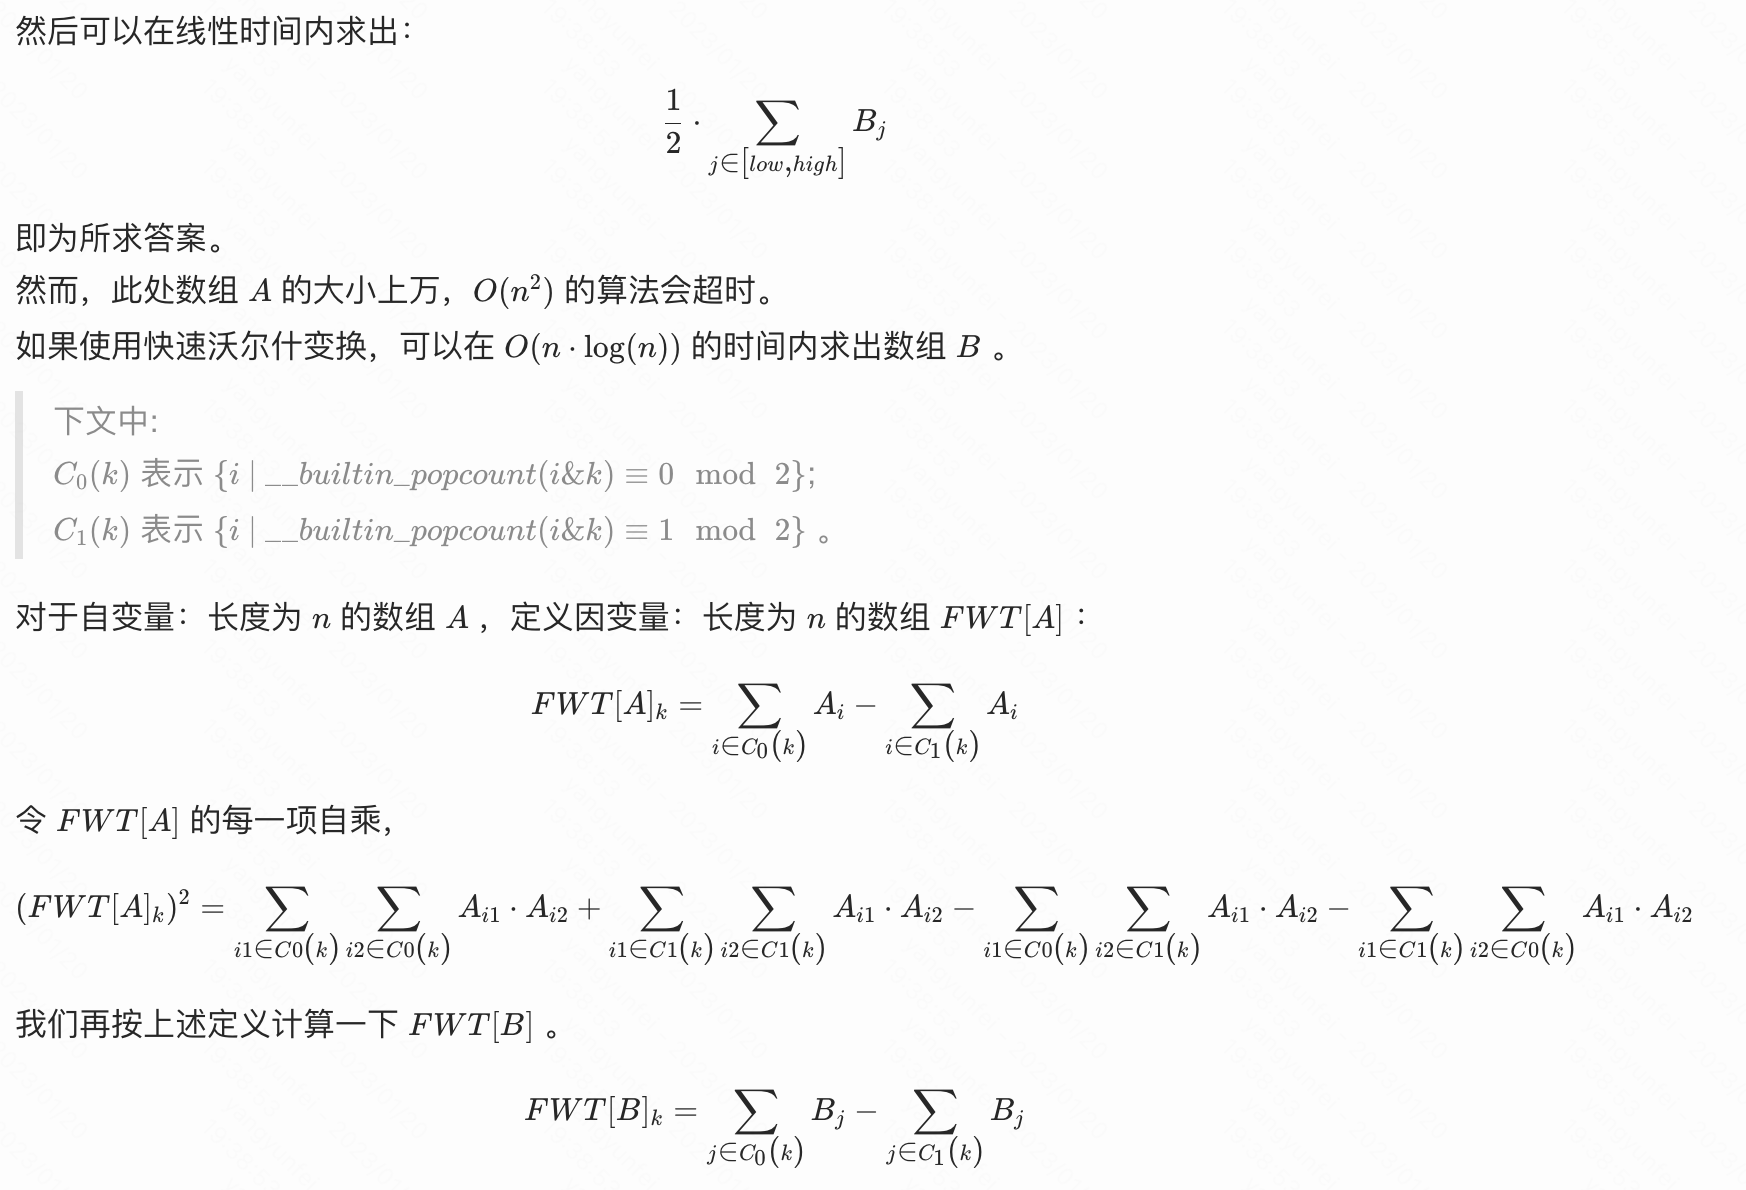 然后可以在线性时间内求出：
$$\frac{1}{2} \cdot \sum_{j \in [low,high]} B_j$$
即为所求答案。
然而，此处数组 $A$ 的大小上万，$O(n^2)$ 的算法会超时。
如果使用快速沃尔什变换，可以在 $O(n \cdot \log(n))$ 的时间内求出数组 $B$ 。
下文中:
$C_0(k)$ 表示 $\{i \mid \_\_builtin\_popcount(i\&k) \equiv 0 \mod 2\}$;
$C_1(k)$ 表示 $\{i \mid \_\_builtin\_popcount(i\&k) \equiv 1 \mod 2\}$ 。
对于自变量：长度为 $n$ 的数组 $A$ ，定义因变量：长度为 $n$ 的数组 $FWT[A]$ ：
$$FWT[A]_k = \sum_{i \in C_0(k)} A_i - \sum_{i \in C_1(k)} A_i$$
令 $FWT[A]$ 的每一项自乘，
$$(FWT[A]_k)^2 = \sum_{i1 \in C0(k)} \sum_{i2 \in C0(k)} A_{i1} \cdot A_{i2} + \sum_{i1 \in C1(k)} \sum_{i2 \in C1(k)} A_{i1} \cdot A_{i2} - \sum_{i1 \in C0(k)} \sum_{i2 \in C1(k)} A_{i1} \cdot A_{i2} - \sum_{i1 \in C1(k)} \sum_{i2 \in C0(k)} A_{i1} \cdot A_{i2}$$
我们再按上述定义计算一下 $FWT[B]$ 。
$$FWT[B]_k = \sum_{j \in C_0(k)} B_j - \sum_{j \in C_1(k)} B_j$$